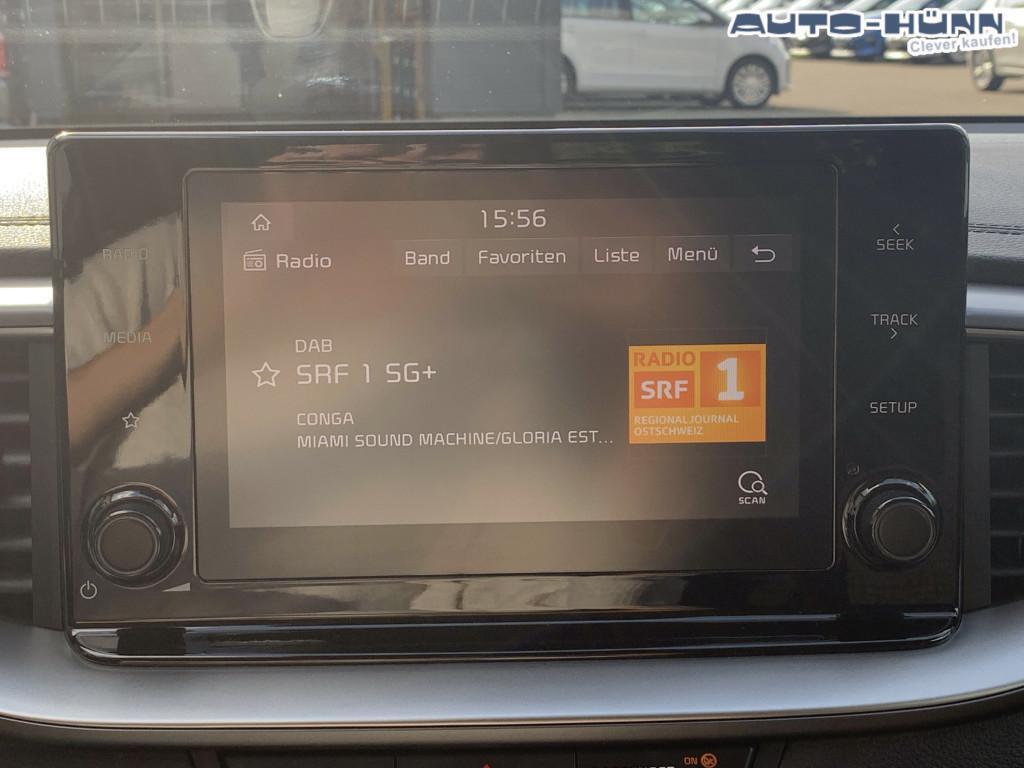 AUTO-HÜNN
Clever kaufen!
15:56
Radio
Band
Favoriten
Liste
Menü
RADIO
MEDIA
DAB
SRF 1 SG+
CONGA
MIAMI SOUND MACHINE/GLORIA EST...
RADIO
SRF 1
REGIONALJOURNAL
OSTSCHWEIZ
SCAN
SEEK
TRACK
SETUP
ON